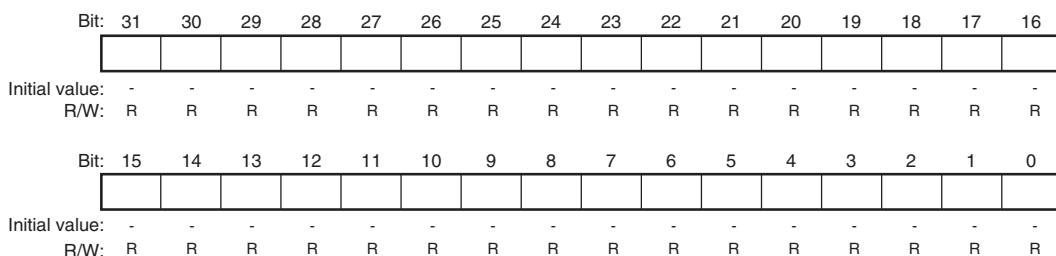 Bit: 31 30 29 28 27 26 25 24 23 22 21 20 19 18 17 16
Initial value: - - - - - - - - - - - - - - - -
R/W: R R R R R R R R R R R R R R R R
Bit: 15 14 13 12 11 10 9 8 7 6 5 4 3 2 1 0
Initial value: - - - - - - - - - - - - - - - -
R/W: R R R R R R R R R R R R R R R R